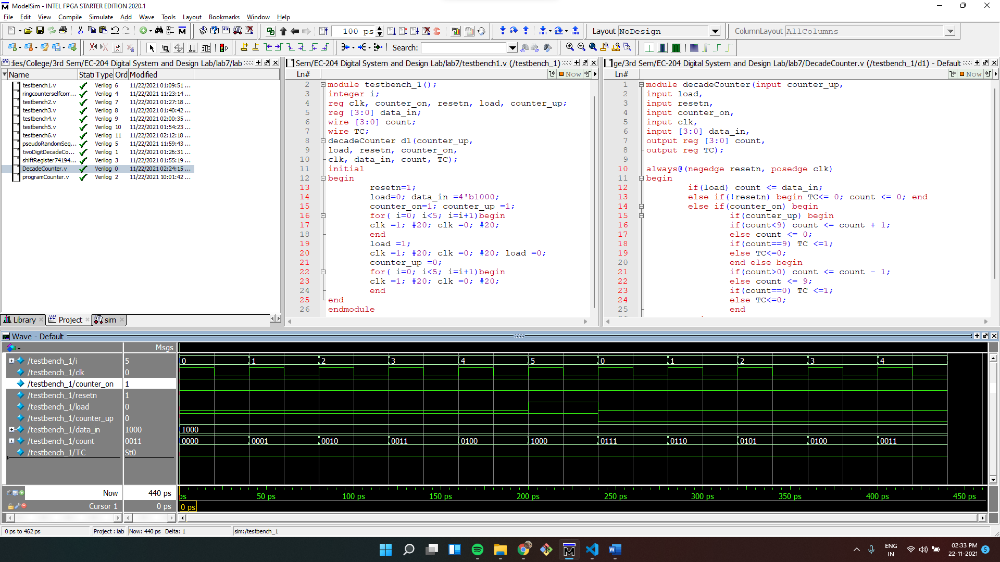 ModelSim - INTEL FPGA STARTER EDITION 2020.1
File Edit View Compile Simulate Add Wave Tools Layout Bookmarks Window Help
100 ps
Layout NoDesign
ColumnLayout AllColumns
Search:
dies/College/3rd Sem/EC-204 Digital System and Design Lab/lab7/lab
Name Statu Type Ord Modified
testbench1.v Verilog 6 11/22/2021 01:09:51 ...
ringcounterselfcorr... Verilog 4 11/22/2021 11:23:14 ...
testbench2.v Verilog 7 11/22/2021 01:27:18 ...
testbench3.v Verilog 8 11/22/2021 01:40:42 ...
testbench4.v Verilog 9 11/22/2021 02:00:35 ...
testbench5.v Verilog 10 11/22/2021 01:54:23 ...
testbench6.v Verilog 11 11/22/2021 02:12:18 ...
pseudoRandomSeq... Verilog 5 11/22/2021 11:59:43 ...
twoDigitDecadeCo... Verilog 1 11/22/2021 01:26:31 ...
shiftRegister74194... Verilog 3 11/22/2021 01:55:19 ...
DecadeCounter.v Verilog 0 11/22/2021 02:24:15 ...
programCounter.v Verilog 2 11/22/2021 10:01:42 ...
Library Project sim
Sem/EC-204 Digital System and Design Lab/lab7/testbench1.v (/testbench_1)
Ln# Now
2 module testbench_1();
3 integer i;
4 reg clk, counter_on, resetn, load, counter_up;
5 reg [3:0] data_in;
6 wire [3:0] count;
7 wire TC;
8 decadeCounter d1(counter_up,
9 load, resetn, counter_on,
10 clk, data_in, count, TC);
11 initial
12 begin
13 resetn=1;
14 load=0; data_in =4'b1000;
15 counter_on=1; counter_up =1;
16 for( i=0; i<5; i=i+1)begin
17 clk =1; #20; clk =0; #20;
18 end
19 load =1;
20 clk =1; #20; clk =0; #20; load =0;
21 counter_up =0;
22 for( i=0; i<5; i=i+1)begin
23 clk =1; #20; clk =0; #20;
24 end
25 end
26 endmodule
ge/3rd Sem/EC-204 Digital System and Design Lab/lab7/DecadeCounter.v (/testbench_1/d1) - Default
Ln# Now
1 module decadeCounter(input counter_up,
2 input load,
3 input resetn,
4 input counter_on,
5 input clk,
6 input [3:0] data_in,
7 output reg [3:0] count,
8 output reg TC);
9
10 always@(negedge resetn, posedge clk)
11 begin
12 if(load) count <= data_in;
13 else if(!resetn) begin TC<= 0; count <= 0; end
14 else if(counter_on) begin
15 if(counter_up) begin
16 if(count<9) count <= count + 1;
17 else count <= 0;
18 if(count==9) TC <=1;
19 else TC<=0;
20 end else begin
21 if(count>0) count <= count - 1;
22 else count <= 9;
23 if(count==0) TC <=1;
24 else TC<=0;
25 end
Wave - Default
Msgs
/testbench_1/i 5 0 1 2 3 4 5 0 1 2 3 4
/testbench_1/clk 0
/testbench_1/counter_on 1
/testbench_1/resetn 1
/testbench_1/load 0
/testbench_1/counter_up 0
/testbench_1/data_in 1000 1000
/testbench_1/count 0011 0000 0001 0010 0011 0100 1000 0111 0110 0101 0100 0011
/testbench_1/TC St0
Now 440 ps ps 50 ps 100 ps 150 ps 200 ps 250 ps 300 ps 350 ps 400 ps 450 ps
Cursor 1 0 ps 0 ps
0 ps to 462 ps Project : lab Now: 440 ps Delta: 1 sim:/testbench_1
ENG
IN
02:33 PM
22-11-2021
5